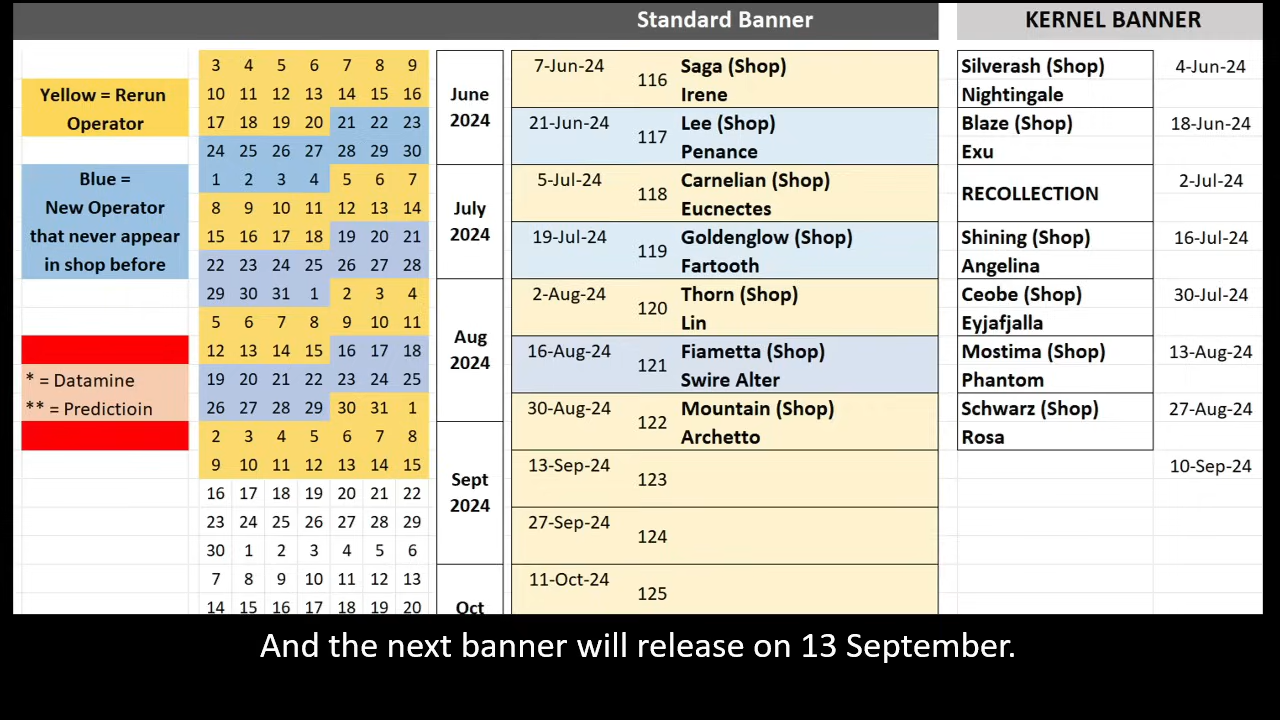 Standard Banner
KERNEL BANNER
Yellow = Rerun
Operator
Blue =
New Operator
that never appear
in shop before
* = Datamine
** = Predictioin
3 4 5 6 7 8 9
10 11 12 13 14 15 16
17 18 19 20 21 22 23
24 25 26 27 28 29 30
1 2 3 4 5 6 7
8 9 10 11 12 13 14
15 16 17 18 19 20 21
22 23 24 25 26 27 28
29 30 31 1 2 3 4
5 6 7 8 9 10 11
12 13 14 15 16 17 18
19 20 21 22 23 24 25
26 27 28 29 30 31 1
2 3 4 5 6 7 8
9 10 11 12 13 14 15
16 17 18 19 20 21 22
23 24 25 26 27 28 29
30 1 2 3 4 5 6
7 8 9 10 11 12 13
14 15 16 17 18 19 20
June
2024
July
2024
Aug
2024
Sept
2024
Oct
7-Jun-24 116 Saga (Shop)
Irene
21-Jun-24 117 Lee (Shop)
Penance
5-Jul-24 118 Carnelian (Shop)
Eucnectes
19-Jul-24 119 Goldenglow (Shop)
Fartooth
2-Aug-24 120 Thorn (Shop)
Lin
16-Aug-24 121 Fiametta (Shop)
Swire Alter
30-Aug-24 122 Mountain (Shop)
Archetto
13-Sep-24 123
27-Sep-24 124
11-Oct-24 125
Silverash (Shop) 4-Jun-24
Nightingale
Blaze (Shop) 18-Jun-24
Exu
RECOLLECTION 2-Jul-24
Shining (Shop) 16-Jul-24
Angelina
Ceobe (Shop) 30-Jul-24
Eyjafjalla
Mostima (Shop) 13-Aug-24
Phantom
Schwarz (Shop) 27-Aug-24
Rosa
10-Sep-24
And the next banner will release on 13 September.